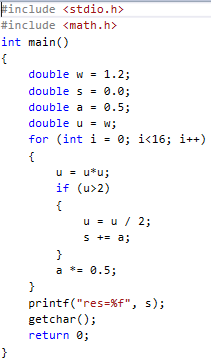 #include <stdio.h>
#include <math.h>
int main()
{
double w = 1.2;
double s = 0.0;
double a = 0.5;
double u = w;
for (int i = 0; i<16; i++)
{
u = u*u;
if (u>2)
{
u = u / 2;
s += a;
}
a *= 0.5;
}
printf("res=%f", s);
getchar();
return 0;
}